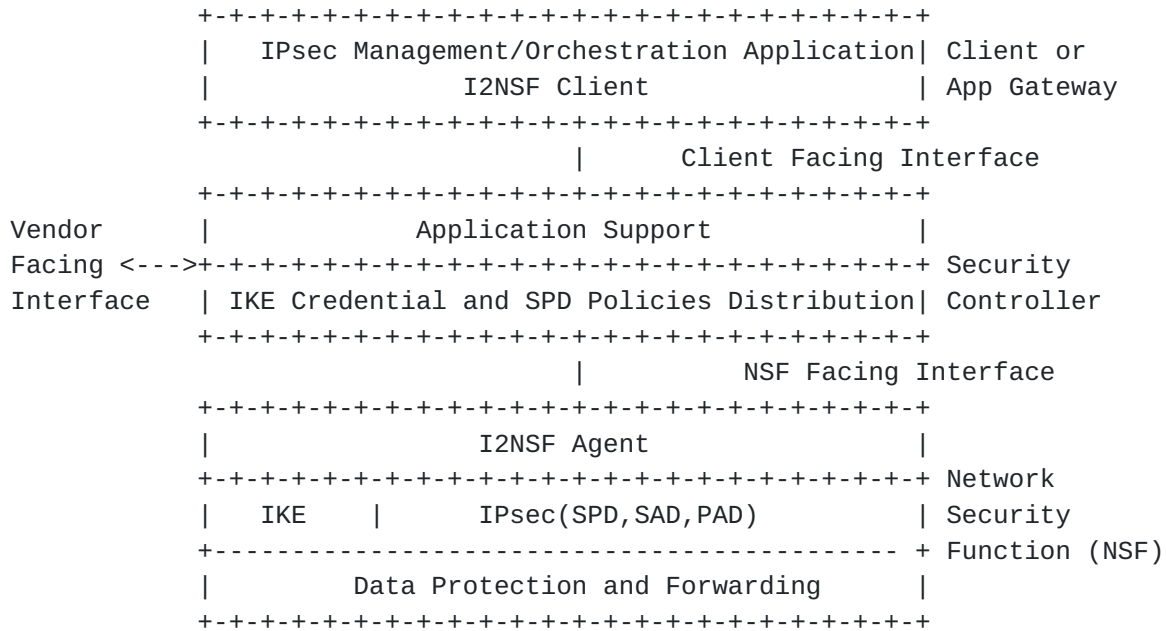 +-+-+-+-+-+-+-+-+-+-+-+-+-+-+-+-+-+-+-+-+-+-+-+
| IPsec Management/Orchestration Application| Client or
| I2NSF Client | App Gateway
+-+-+-+-+-+-+-+-+-+-+-+-+-+-+-+-+-+-+-+-+-+-+-+
| Client Facing Interface
+-+-+-+-+-+-+-+-+-+-+-+-+-+-+-+-+-+-+-+-+-+-+-+
Vendor | Application Support |
Facing <--->+-+-+-+-+-+-+-+-+-+-+-+-+-+-+-+-+-+-+-+-+-+-+-+ Security
Interface | IKE Credential and SPD Policies Distribution| Controller
+-+-+-+-+-+-+-+-+-+-+-+-+-+-+-+-+-+-+-+-+-+-+-+
| NSF Facing Interface
+-+-+-+-+-+-+-+-+-+-+-+-+-+-+-+-+-+-+-+-+-+-+-+
| I2NSF Agent |
+-+-+-+-+-+-+-+-+-+-+-+-+-+-+-+-+-+-+-+-+-+-+-+ Network
| IKE | IPsec(SPD,SAD,PAD) | Security
+-------------------------------------------- + Function (NSF)
| Data Protection and Forwarding |
+-+-+-+-+-+-+-+-+-+-+-+-+-+-+-+-+-+-+-+-+-+-+-+